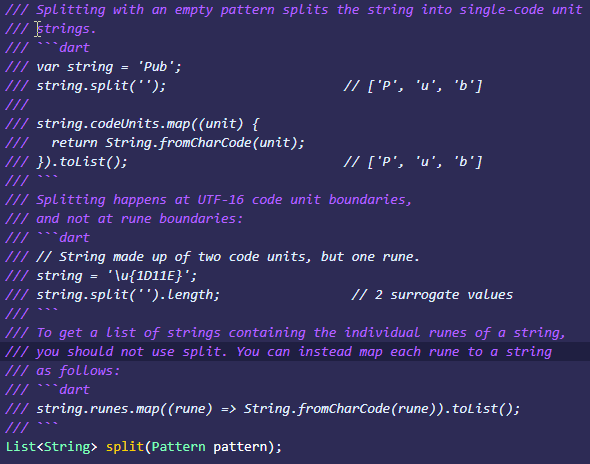 /// Splitting with an empty pattern splits the string into single-code unit
/// strings.
/// ```dart
/// var string = 'Pub';
/// string.split('');                       // ['P', 'u', 'b']
///
/// string.codeUnits.map((unit) {
///   return String.fromCharCode(unit);
/// }).toList();                            // ['P', 'u', 'b']
/// ```
/// Splitting happens at UTF-16 code unit boundaries,
/// and not at rune boundaries:
/// ```dart
/// // String made up of two code units, but one rune.
/// string = '\u{1D11E}';
/// string.split('').length;                 // 2 surrogate values
/// ```
/// To get a list of strings containing the individual runes of a string,
/// you should not use split. You can instead map each rune to a string
/// as follows:
/// ```dart
/// string.runes.map((rune) => String.fromCharCode(rune)).toList();
/// ```
List<String> split(Pattern pattern);